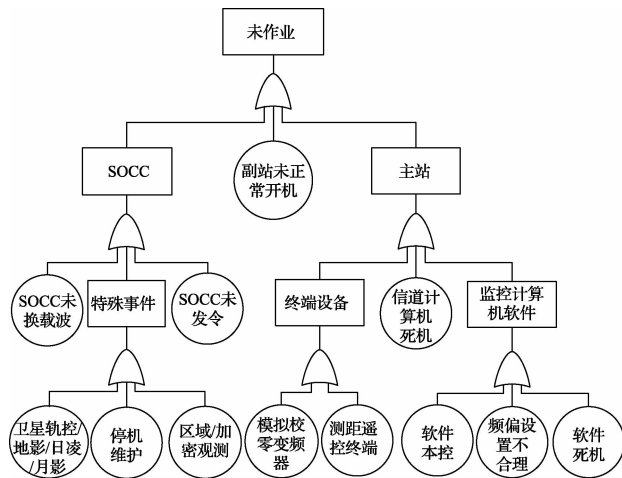 未作业
SOCC
副站未正
常开机
主站
SOCC未
换载波
特殊事件
SOCC未
发令
终端设备
信道计
算机
死机
监控计算
机软件
卫星轨控/
地影/日凌
/月影
停机
维护
区域/加
密观测
模拟校
零变频
器
测距遥
控终端
软件
本控
频偏设
置不
合理
软件
死机